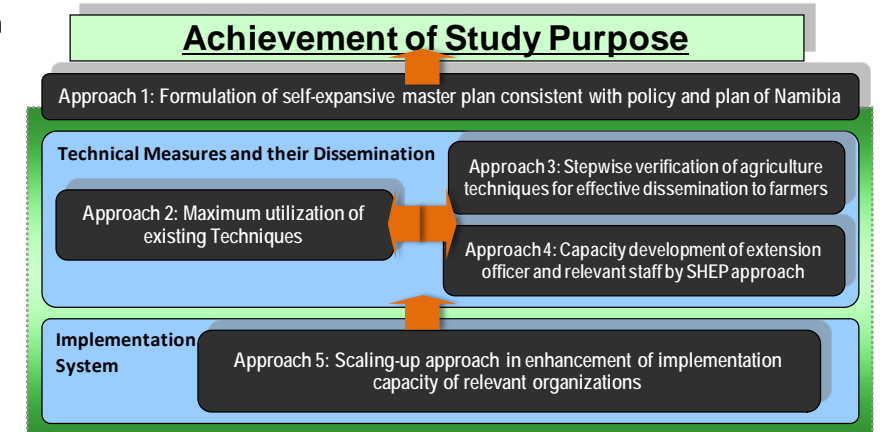 Achievement of Study Purpose
Approach 1: Formulation of self-expansive master plan consistent with policy and plan of Namibia
Technical Measures and their Dissemination
Approach 2: Maximum utilization of
existing Techniques
Approach 3: Stepwise verification of agriculture
techniques for effective dissemination to farmers
Approach 4: Capacity development of extension
officer and relevant staff by SHEP approach
Implementation
System
Approach 5: Scaling-up approach in enhancement of implementation
capacity of relevant organizations